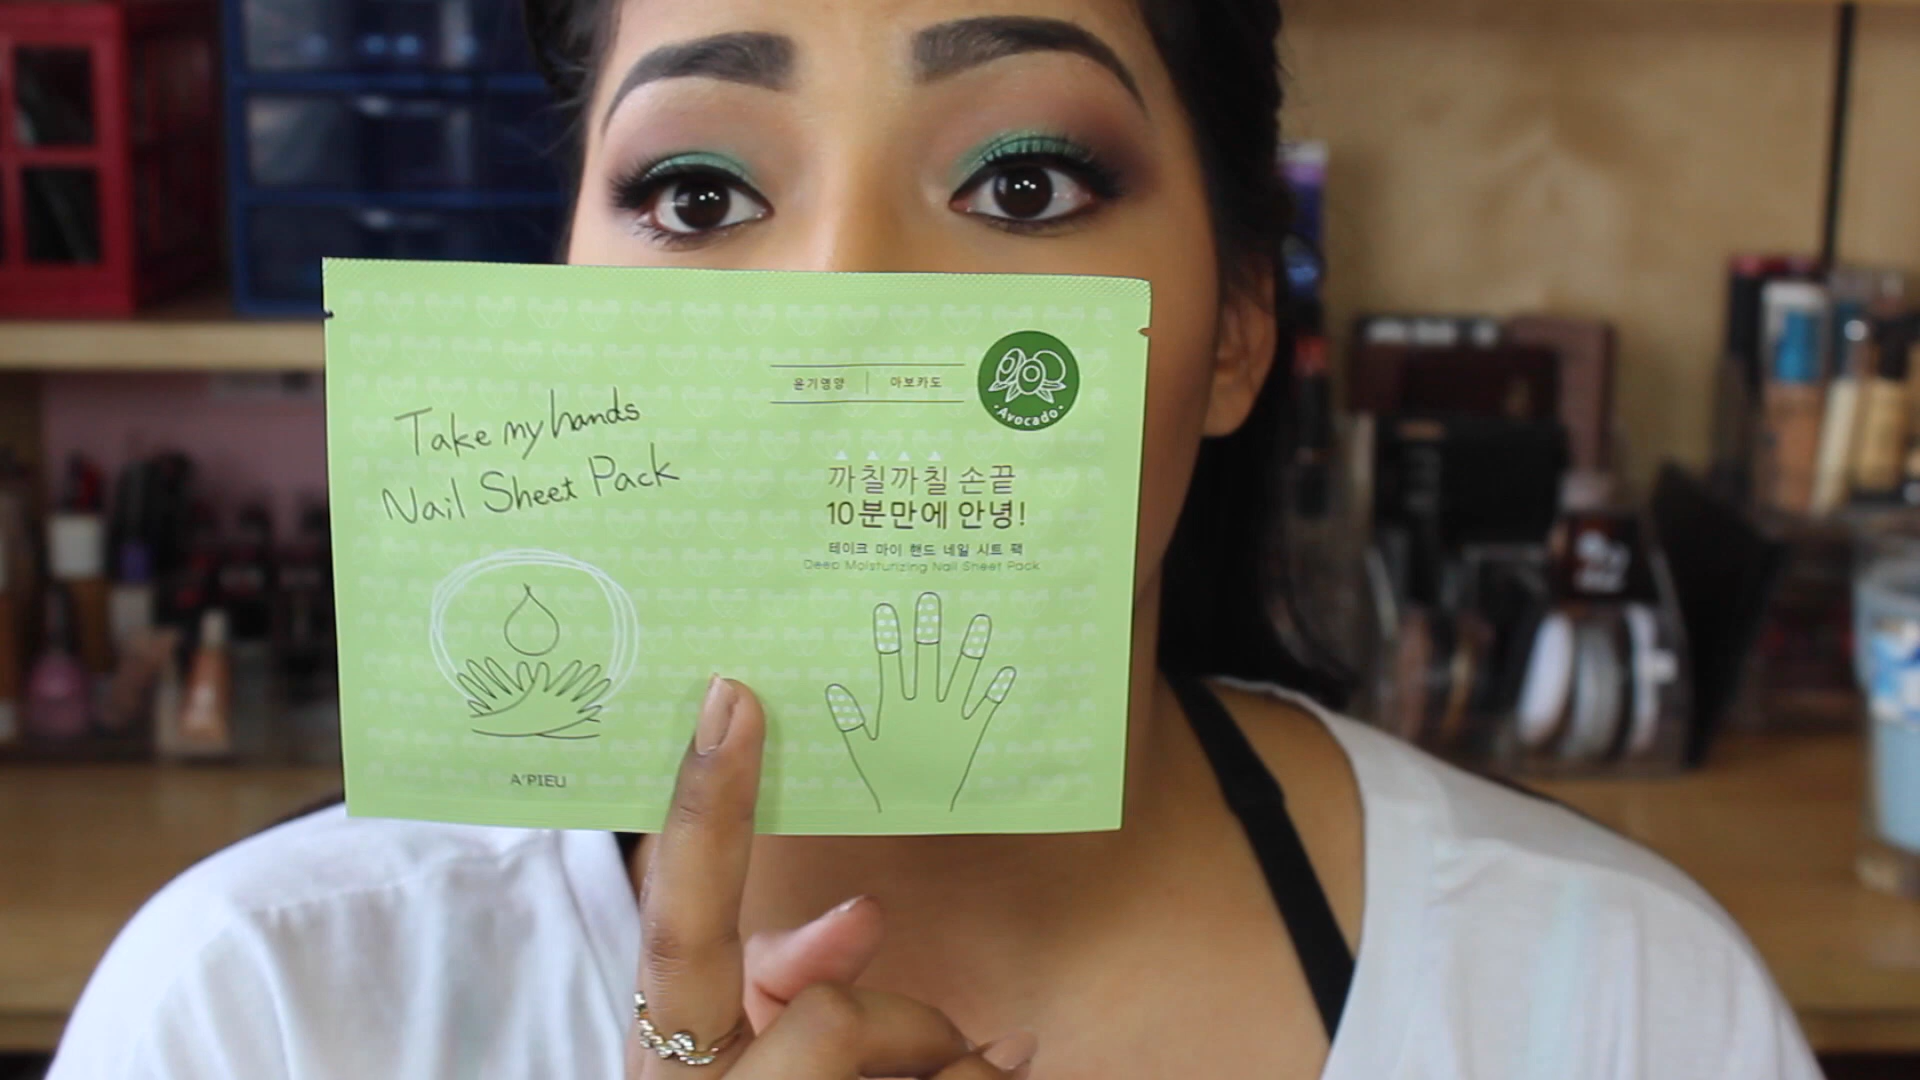 Take my hands
Nail Sheet Pack
A'PIEU
윤기영양 | 아보카도
Avocado
까칠까칠 손끝
10분만에 안녕!
테이크 마이 핸드 네일 시트 팩
Deep Moisturizing Nail Sheet Pack